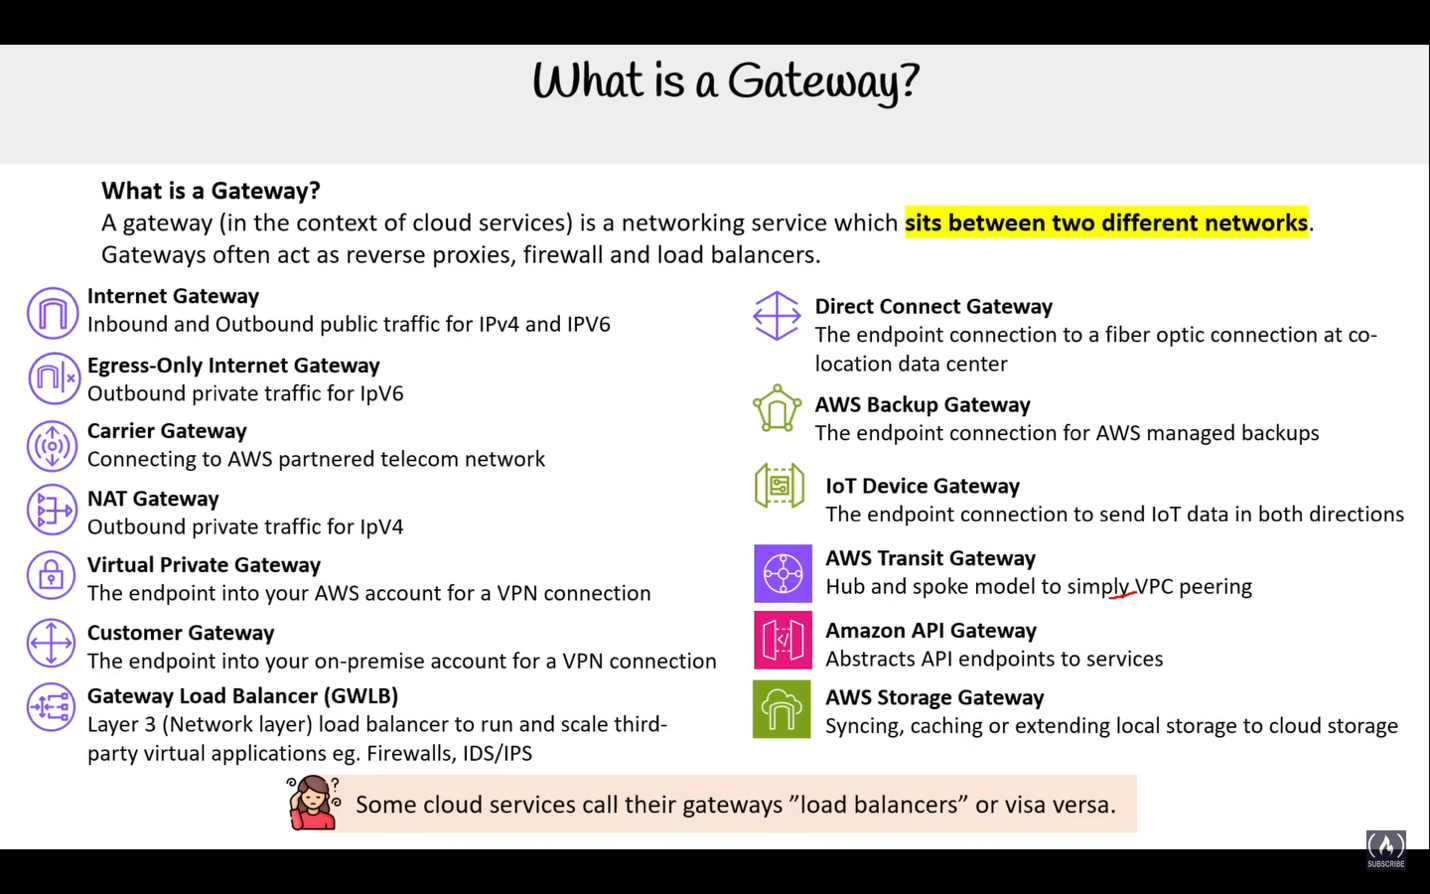 What is a Gateway?
What is a Gateway?
A gateway (in the context of cloud services) is a networking service which sits between two different networks.
Gateways often act as reverse proxies, firewall and load balancers.
Internet Gateway
Inbound and Outbound public traffic for IPv4 and IPV6
Egress-Only Internet Gateway
Outbound private traffic for IpV6
Carrier Gateway
Connecting to AWS partnered telecom network
NAT Gateway
Outbound private traffic for IpV4
Virtual Private Gateway
The endpoint into your AWS account for a VPN connection
Customer Gateway
The endpoint into your on-premise account for a VPN connection
Gateway Load Balancer (GWLB)
Layer 3 (Network layer) load balancer to run and scale third-
party virtual applications eg. Firewalls, IDS/IPS
Direct Connect Gateway
The endpoint connection to a fiber optic connection at co-
location data center
AWS Backup Gateway
The endpoint connection for AWS managed backups
IoT Device Gateway
The endpoint connection to send IoT data in both directions
AWS Transit Gateway
Hub and spoke model to simply VPC peering
Amazon API Gateway
Abstracts API endpoints to services
AWS Storage Gateway
Syncing, caching or extending local storage to cloud storage
Some cloud services call their gateways ”load balancers” or visa versa.
SUBSCRIBE